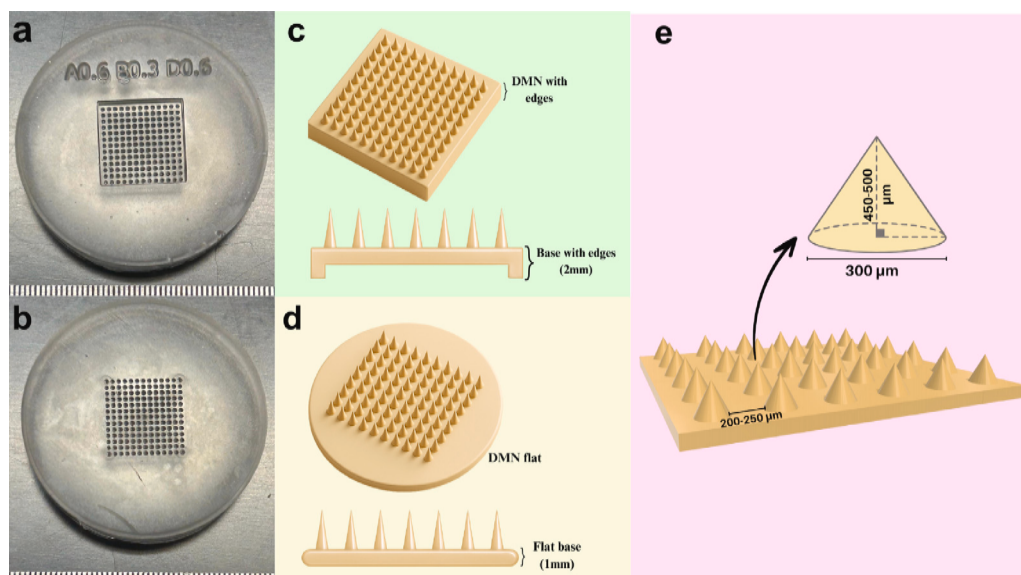 a
A0.6 B0.3 D0.6
b
c
DMN with
edges
Base with edges
(2mm)
d
DMN flat
Flat base
(1mm)
e
450-500
µm
300 µm
200-250 µm